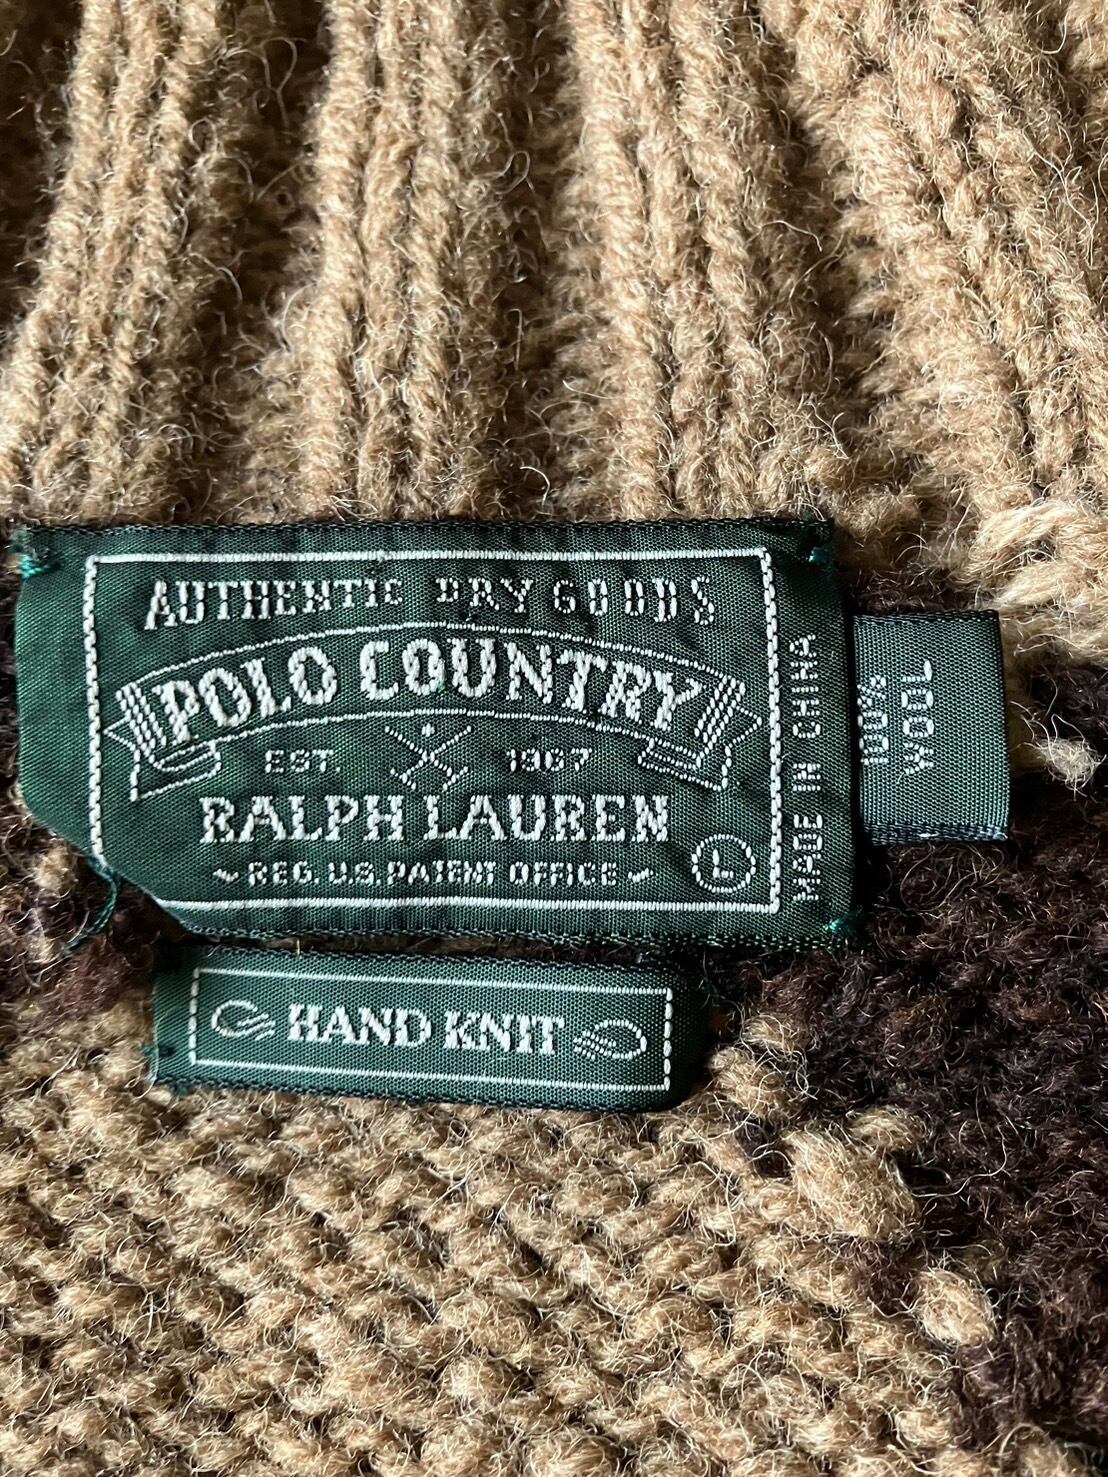 AUTHENTIC DRY GOODS
POLO COUNTRY
EST. 1967
RALPH LAUREN
~ REG. U.S. PATENT OFFICE ~
L
MADE IN CHINA
100%
WOOL
HAND KNIT